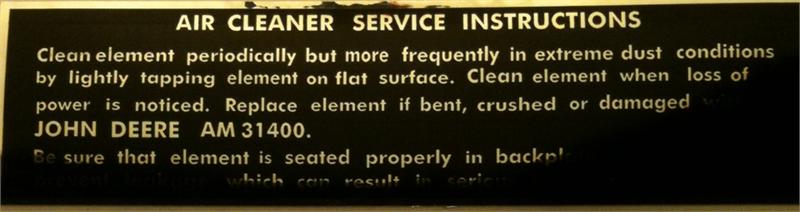 AIR CLEANER SERVICE INSTRUCTIONS
Clean element periodically but more frequently in extreme dust conditions
by lightly tapping element on flat surface. Clean element when loss of
power is noticed. Replace element if bent, crushed or damaged
JOHN DEERE AM 31400.
Be sure that element is seated properly in
prevent leakage which can result in